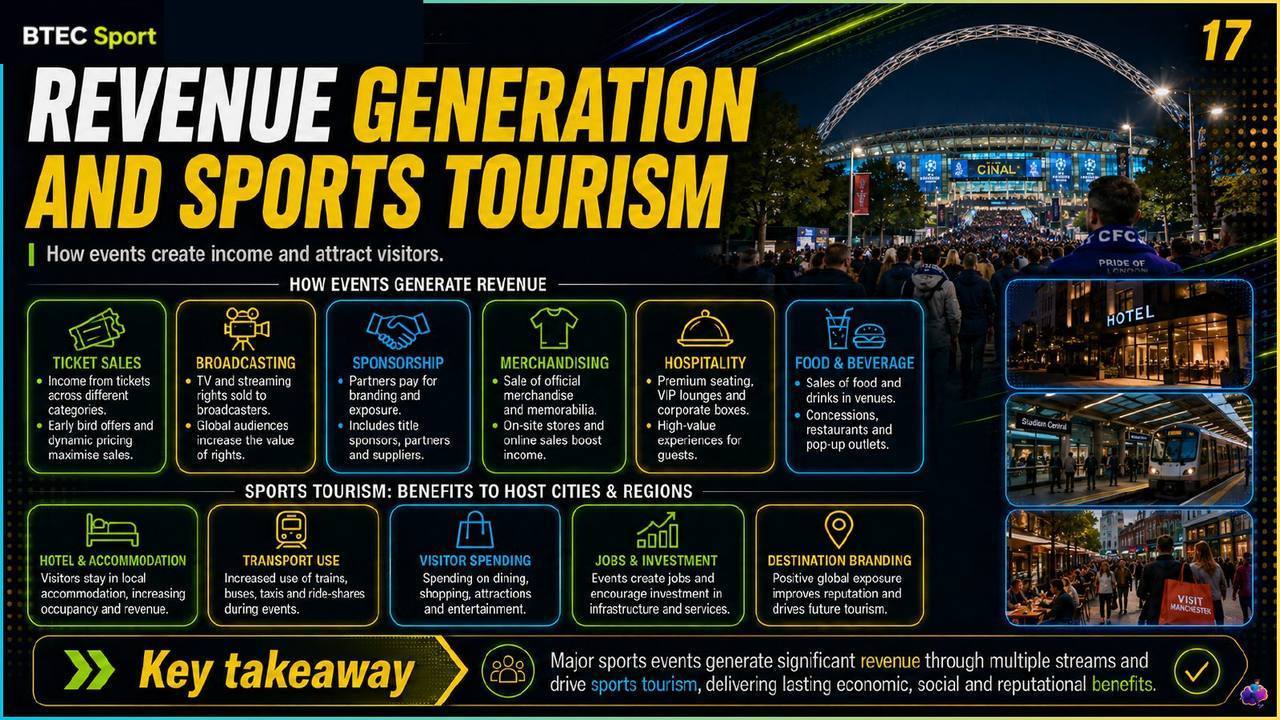 BTEC Sport
17
REVENUE GENERATION
AND SPORTS TOURISM
How events create income and attract visitors.
CINAL
CFC
PRIDE OF
LONDON
HOW EVENTS GENERATE REVENUE
TICKET SALES
• Income from tickets
across different
categories.
• Early bird offers and
dynamic pricing
maximise sales.
BROADCASTING
• TV and streaming
rights sold to
broadcasters.
• Global audiences
increase the value
of rights.
SPONSORSHIP
• Partners pay for
branding and
exposure.
• Includes title
sponsors, partners
and suppliers.
MERCHANDISING
• Sale of official
merchandise
and memorabilia.
• On-site stores and
online sales boost
income.
HOSPITALITY
• Premium seating,
VIP lounges and
corporate boxes.
• High-value
experiences for
guests.
FOOD & BEVERAGE
• Sales of food and
drinks in venues.
• Concessions,
restaurants and
pop-up outlets.
HOTEL
Stadium Central
VISIT
MANCHESTER
SPORTS TOURISM: BENEFITS TO HOST CITIES & REGIONS
HOTEL & ACCOMMODATION
Visitors stay in local
accommodation, increasing
occupancy and revenue.
TRANSPORT USE
Increased use of trains,
buses, taxis and ride-shares
during events.
VISITOR SPENDING
Spending on dining,
shopping, attractions
and entertainment.
JOBS & INVESTMENT
Events create jobs and
encourage investment in
infrastructure and services.
DESTINATION BRANDING
Positive global exposure
improves reputation and
drives future tourism.
Key takeaway
Major sports events generate significant revenue through multiple streams and
drive sports tourism, delivering lasting economic, social and reputational benefits.